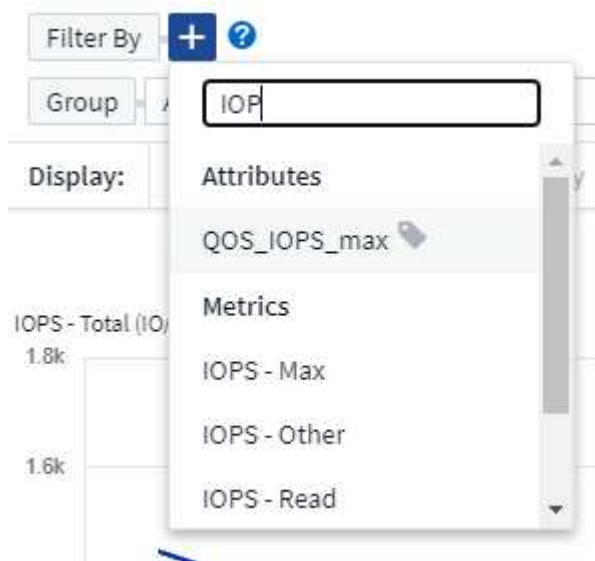 Filter By + ?
IOP
Group
Display:
Attributes
QOS_IOPS_max
Metrics
IOPS - Total (IO/
IOPS - Max
1.8k
IOPS - Other
1.6k
IOPS - Read